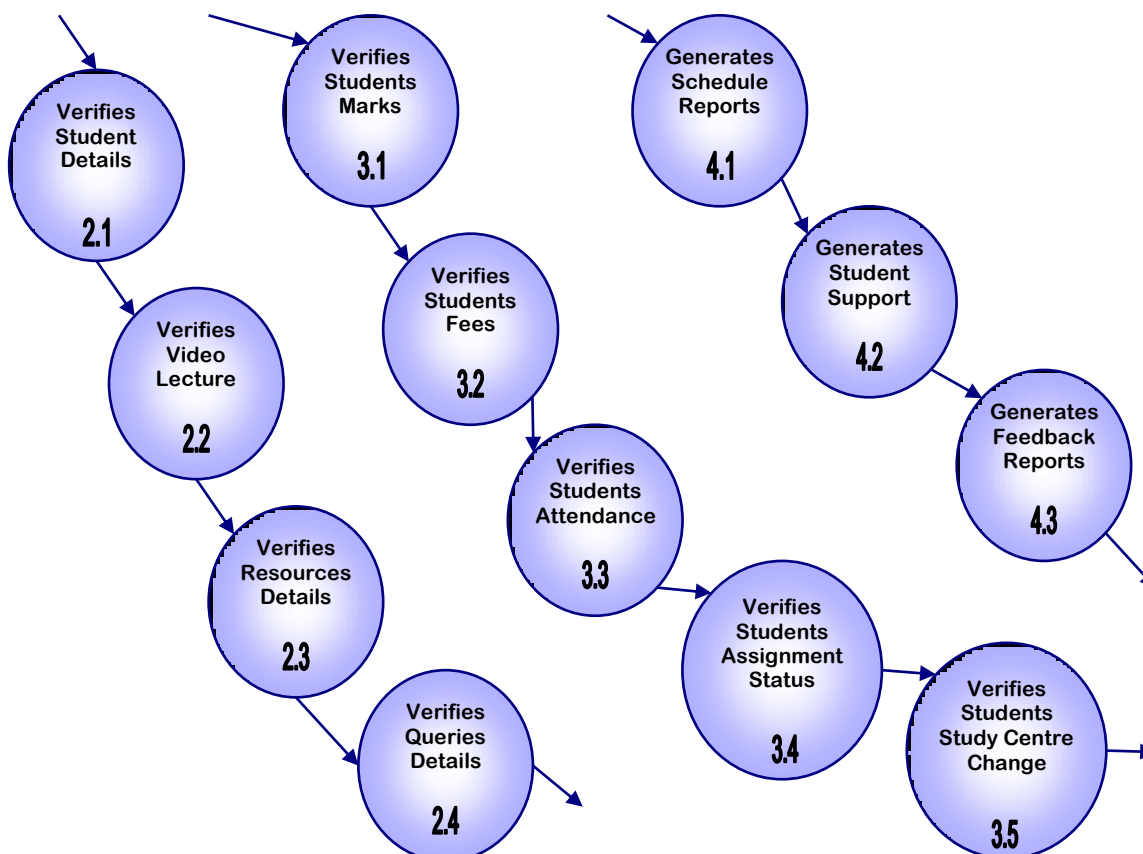 Verifies
Student
Details
2.1
Verifies
Video
Lecture
2.2
Verifies
Resources
Details
2.3
Verifies
Queries
Details
2.4
Verifies
Students
Marks
3.1
Verifies
Students
Fees
3.2
Verifies
Students
Attendance
3.3
Verifies
Students
Assignment
Status
3.4
Verifies
Students
Study Centre
Change
3.5
Generates
Schedule
Reports
4.1
Generates
Student
Support
4.2
Generates
Feedback
Reports
4.3